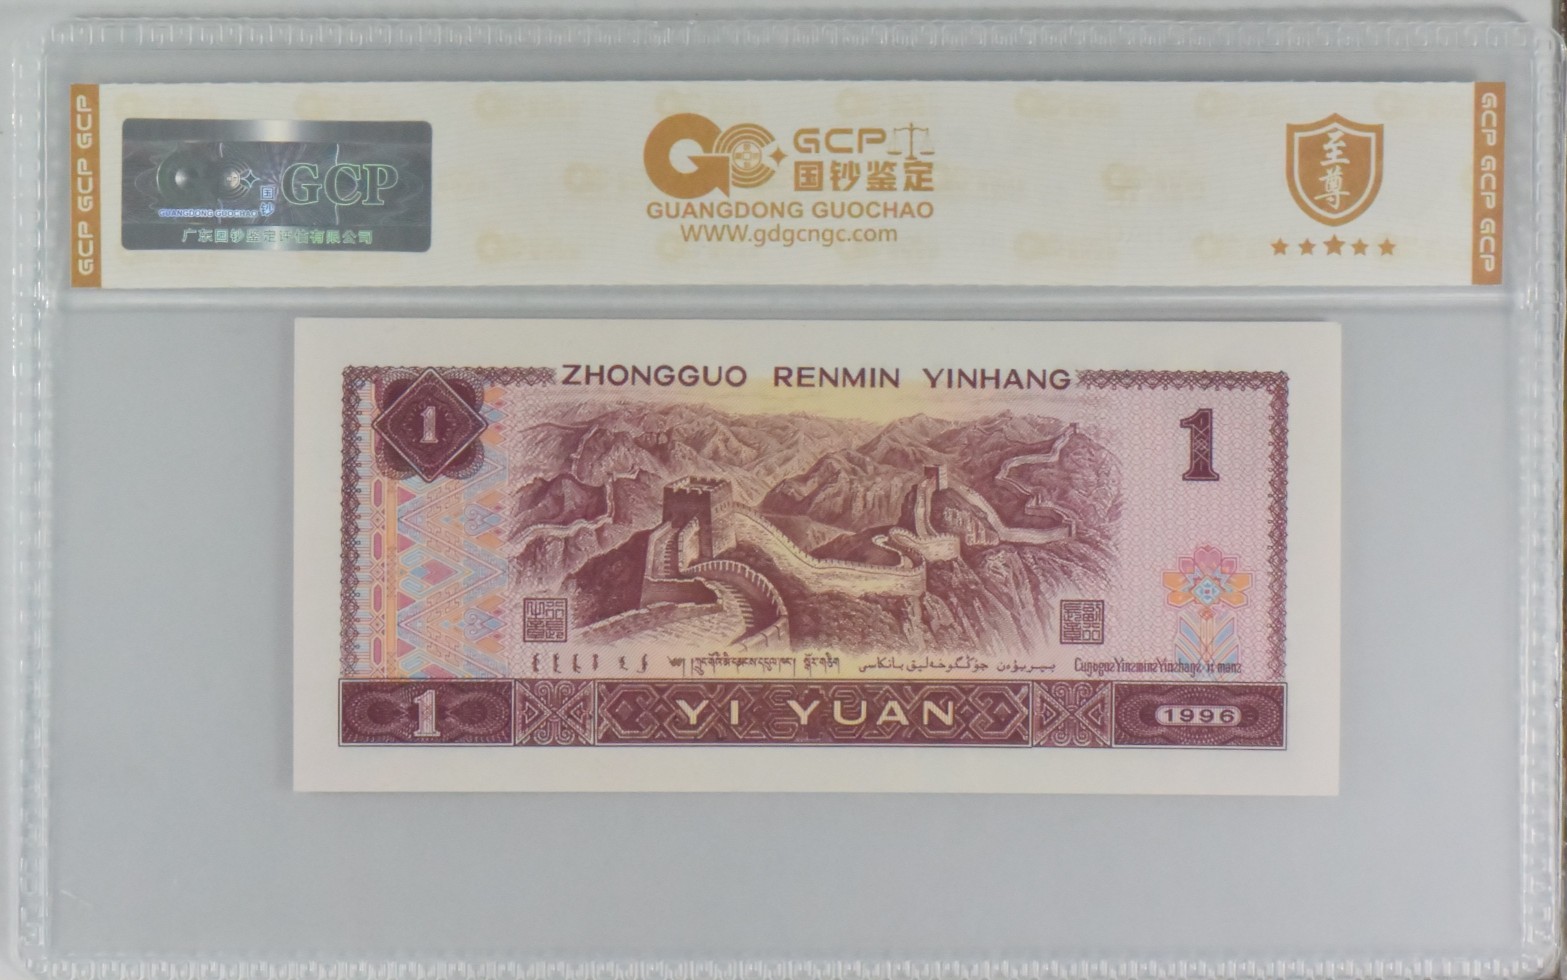 GCP GCP GCP
GCP
国钞
GUANGDONG GUOCHAO
广东国钞鉴定评估有限公司
GCP
国钞鉴定
GUANGDONG GUOCHAO
WWW.gdgcngc.com
至尊
GCP GCP GCP
ZHONGGUO RENMIN YINHANG
1
1
1
YI YUAN
1996